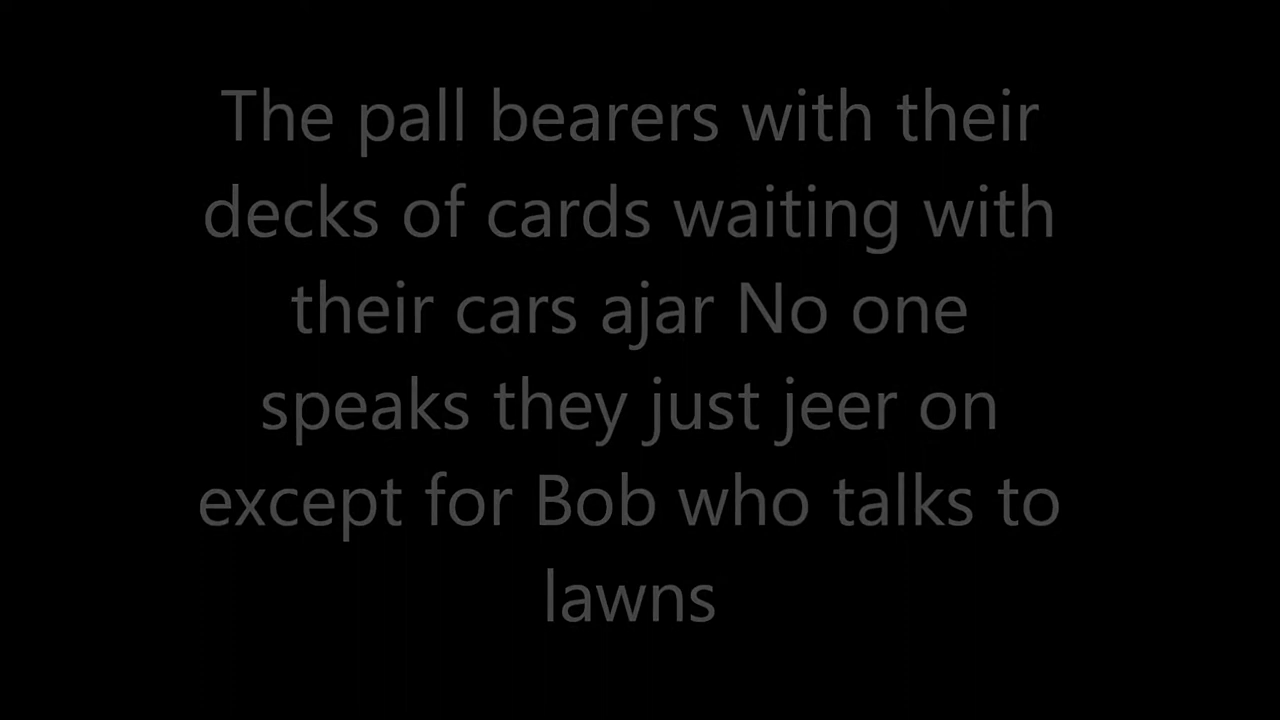 The pall bearers with their
decks of cards waiting with
their cars ajar No one
speaks they just jeer on
except for Bob who talks to
lawns